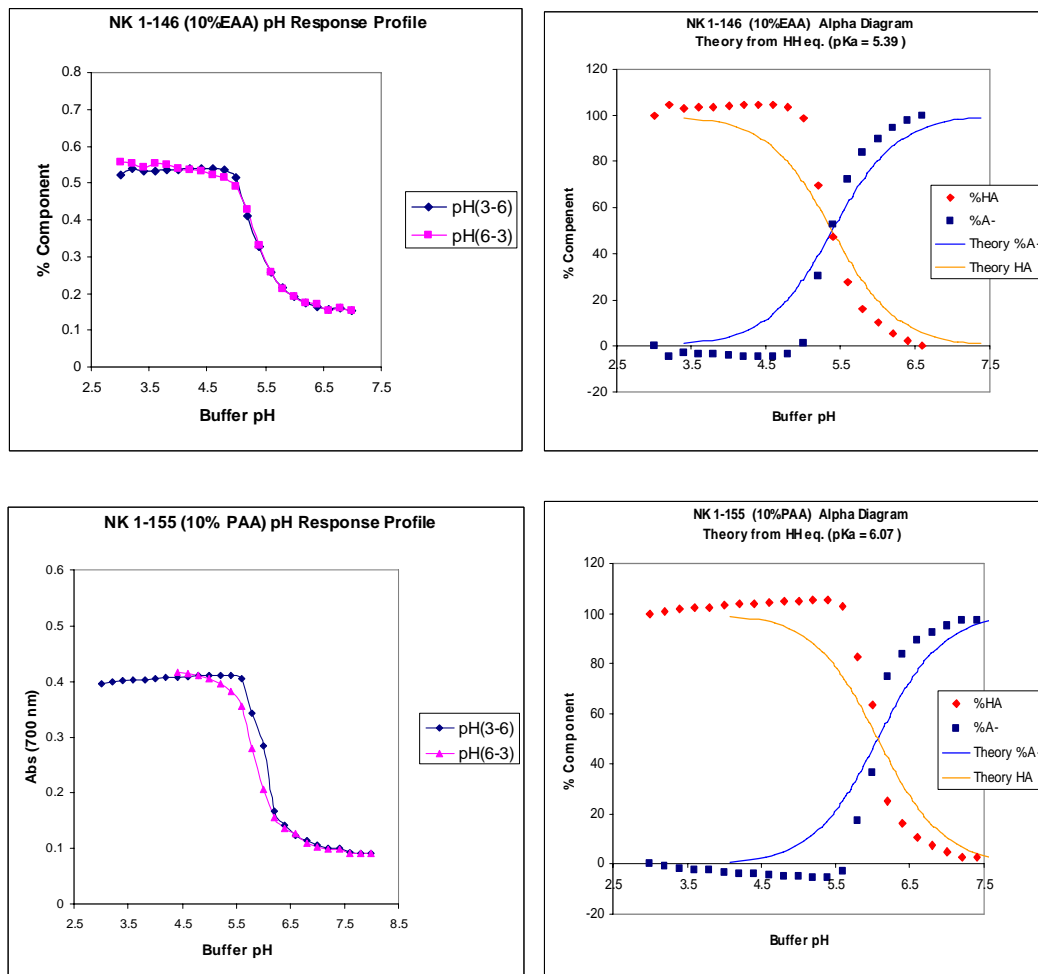 NK 1-146 (10%EAA) pH Response Profile
% Component
0.8
0.7
0.6
0.5
0.4
0.3
0.2
0.1
0
2.5 3.5 4.5 5.5 6.5 7.5
Buffer pH
pH(3-6)
pH(6-3)
NK 1-146 (10%EAA) Alpha Diagram
Theory from HH eq. (pKa = 5.39 )
% Compenent
120
100
80
60
40
20
0
-20
2.5 3.5 4.5 5.5 6.5 7.5
Buffer pH
%HA
%A-
Theory %A-
Theory HA
NK 1-155 (10% PAA) pH Response Profile
Abs (700 nm)
0.6
0.5
0.4
0.3
0.2
0.1
0
2.5 3.5 4.5 5.5 6.5 7.5 8.5
Buffer pH
pH(3-6)
pH(6-3)
NK 1-155 (10%PAA) Alpha Diagram
Theory from HH eq. (pKa = 6.07 )
% Component
120
100
80
60
40
20
0
-20
2.5 3.5 4.5 5.5 6.5 7.5
Buffer pH
%HA
%A-
Theory %A-
Theory HA